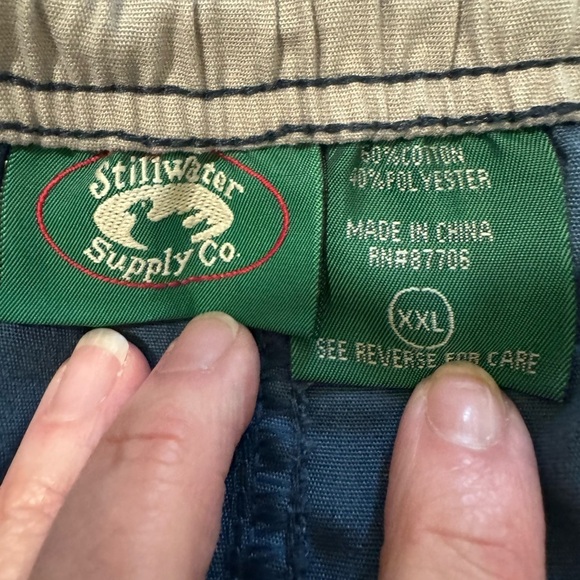 Stillwater
Supply Co.
60%COTTON
40%POLYESTER
MADE IN CHINA
RN#87706
XXL
SEE REVERSE FOR CARE